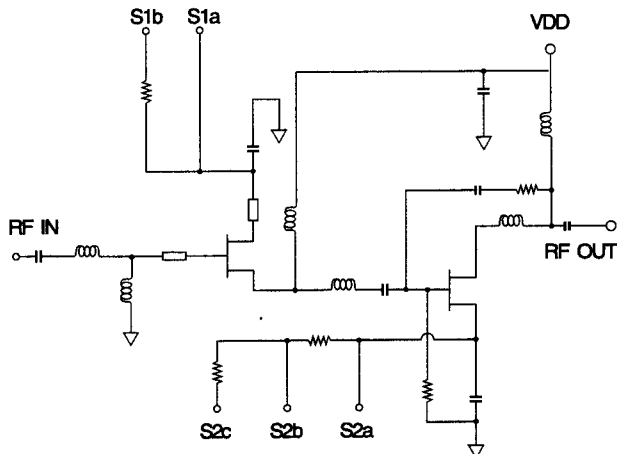 S1b S1a
VDD
RF IN
RF OUT
S2c S2b S2a